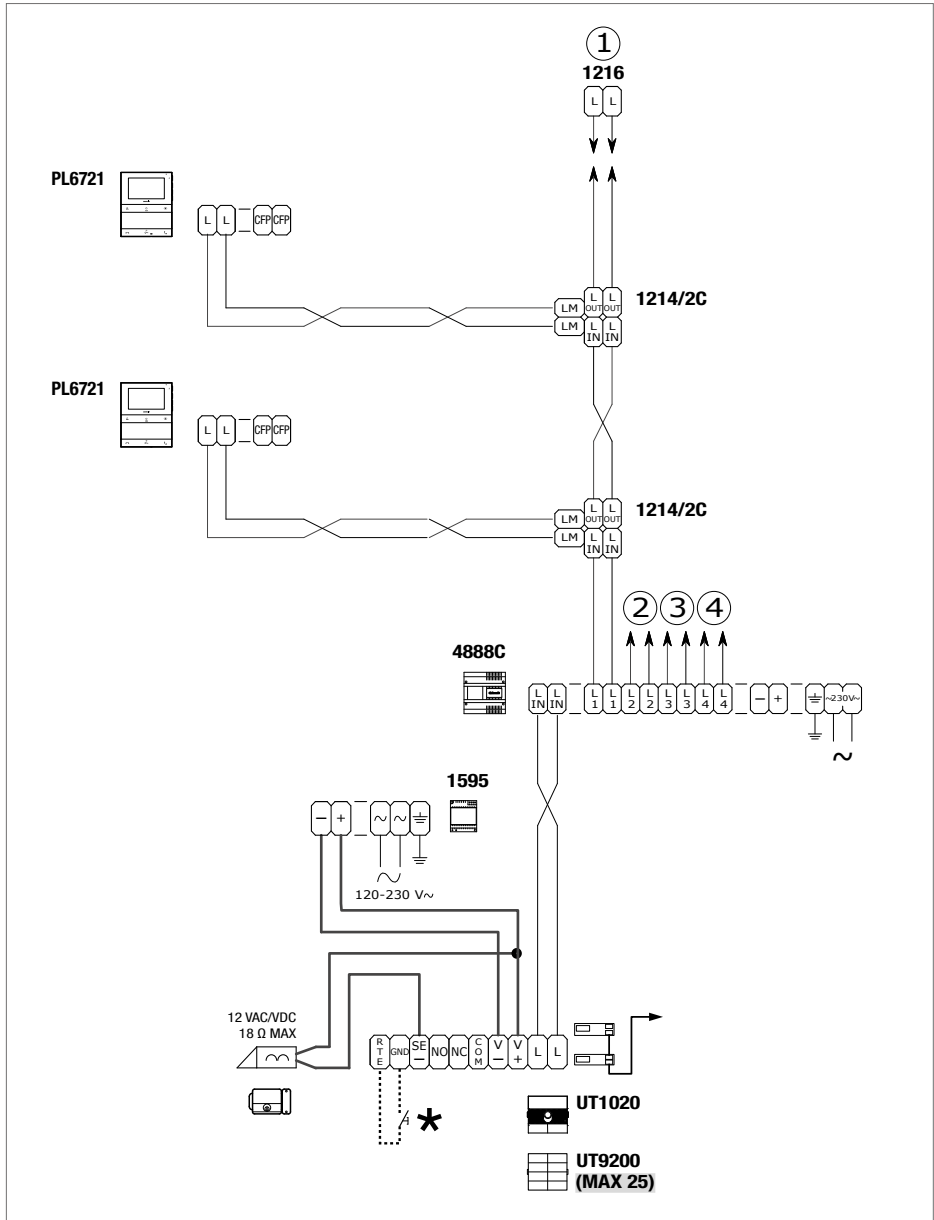 1
1216
L L
PL6721
L L CFP CFP
LM L OUT L OUT
1214/2C
LM L IN L IN
PL6721
L L CFP CFP
LM L OUT L OUT
1214/2C
LM L IN L IN
2 3 4
4888C
L IN L IN L 1 L 1 L 2 L 2 L 3 L 3 L 4 L 4 − + ~230V~
~
1595
− + ~ ~
120-230 V~
12 VAC/VDC
18 Ω MAX
RTE GND SE − NO NC COM V − V + L L
*
UT1020
UT9200
(MAX 25)